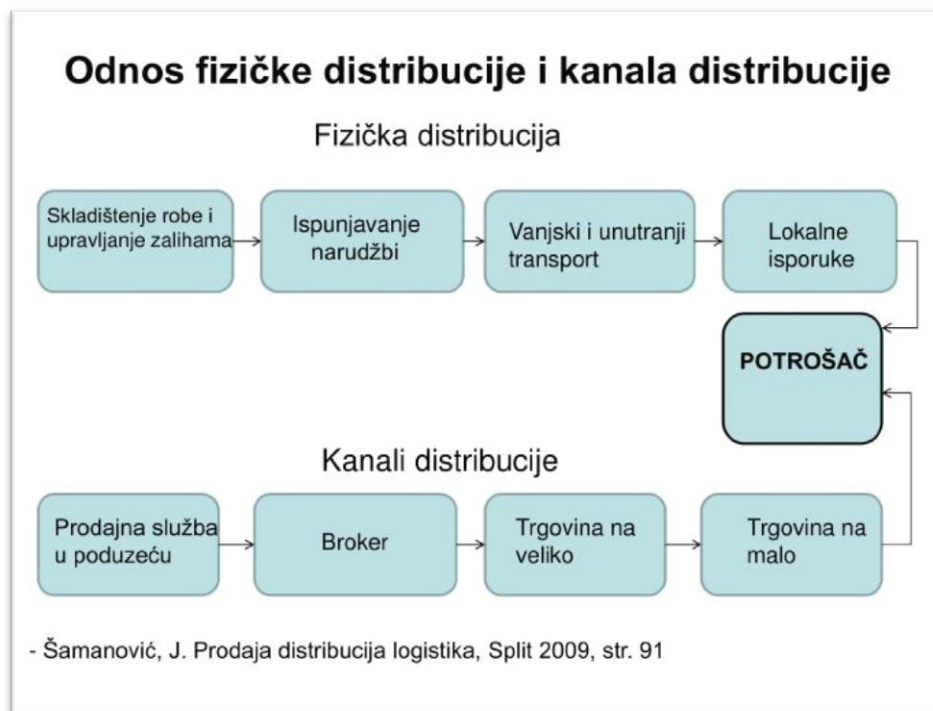 Odnos fizičke distribucije i kanala distribucije
Fizička distribucija
Skladištenje robe i
upravljanje zalihama
Ispunjavanje
narudžbi
Vanjski i unutranji
transport
Lokalne
isporuke
POTROŠAČ
Kanali distribucije
Prodajna služba
u poduzeću
Broker
Trgovina na
veliko
Trgovina na
malo
- Šamanović, J. Prodaja distribucija logistika, Split 2009, str. 91